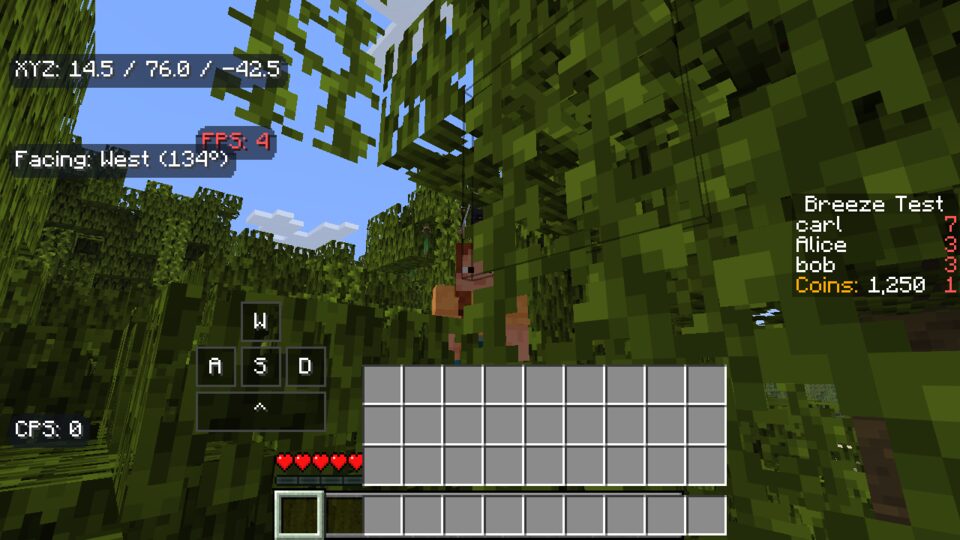 XYZ: 14.5 / 76.0 / -42.5
FPS: 4
Facing: West (134°)
Breeze Test
carl 7
Alice 3
bob 3
Coins: 1,250 1
W
A S D
^
CPS: 0